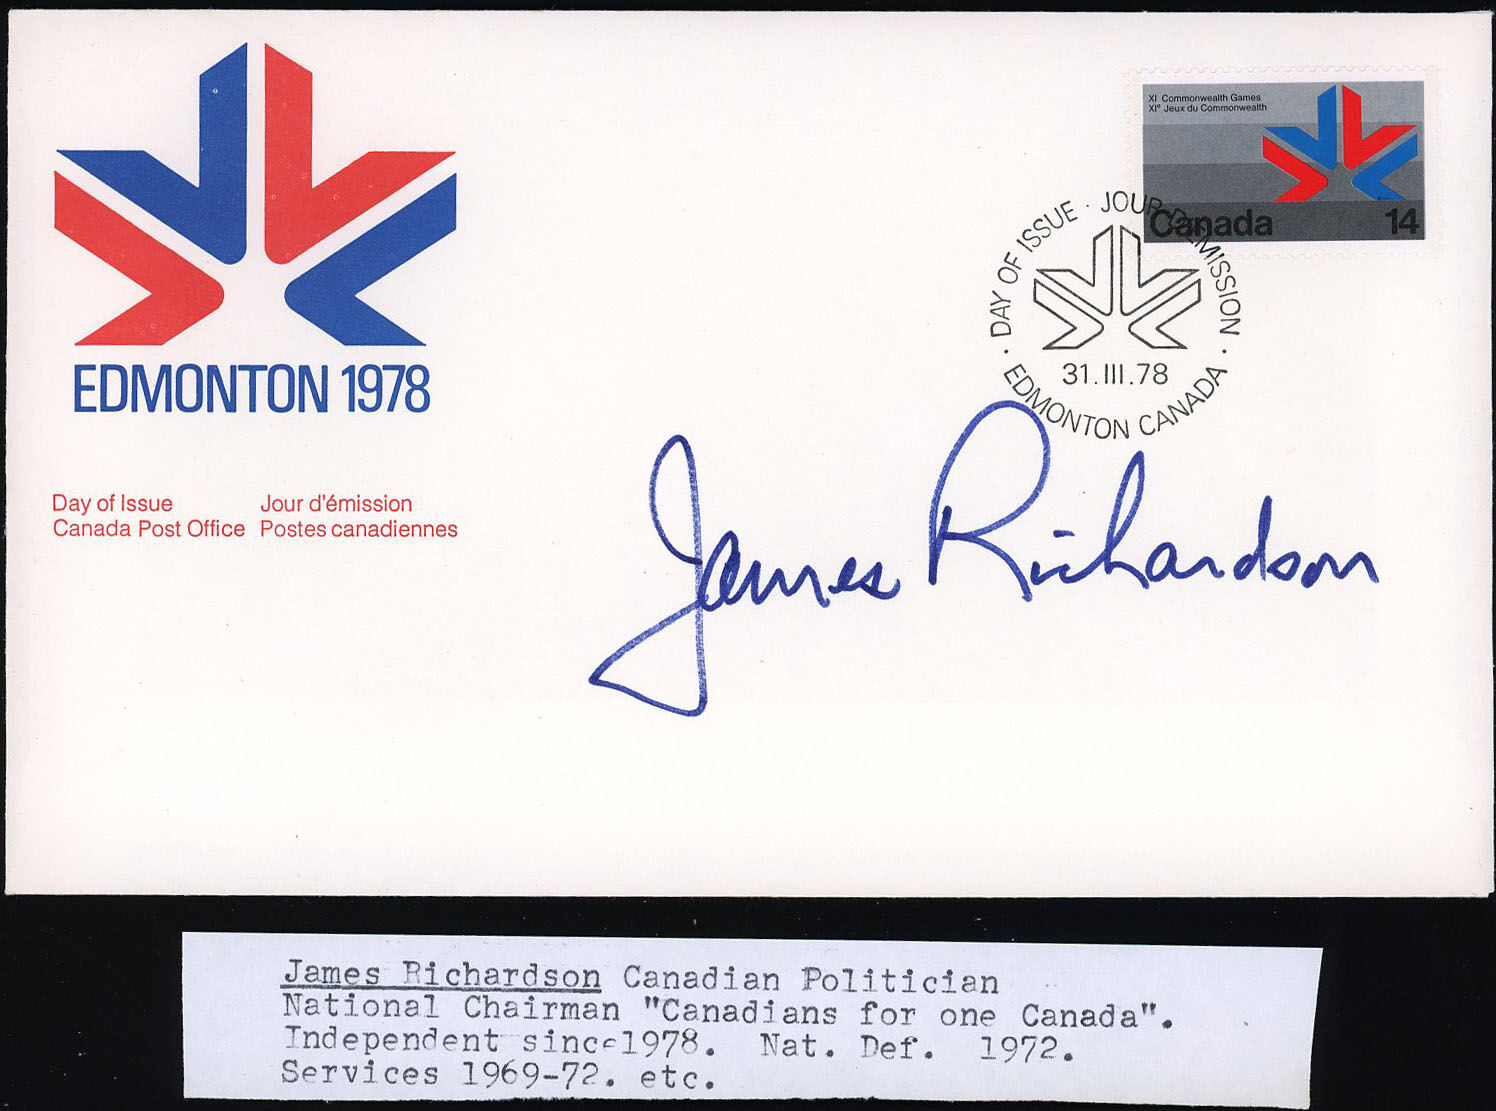 EDMONTON 1978
Day of Issue Jour d'émission
Canada Post Office Postes canadiennes
XI Commonwealth Games
XIe Jeux du Commonwealth
Canada 14
· DAY OF ISSUE · JOUR D'ÉMISSION ·
31.III.78
EDMONTON CANADA
James Richardson
James Richardson Canadian Politician
National Chairman "Canadians for one Canada".
Independent since 1978. Nat. Def. 1972.
Services 1969-72. etc.